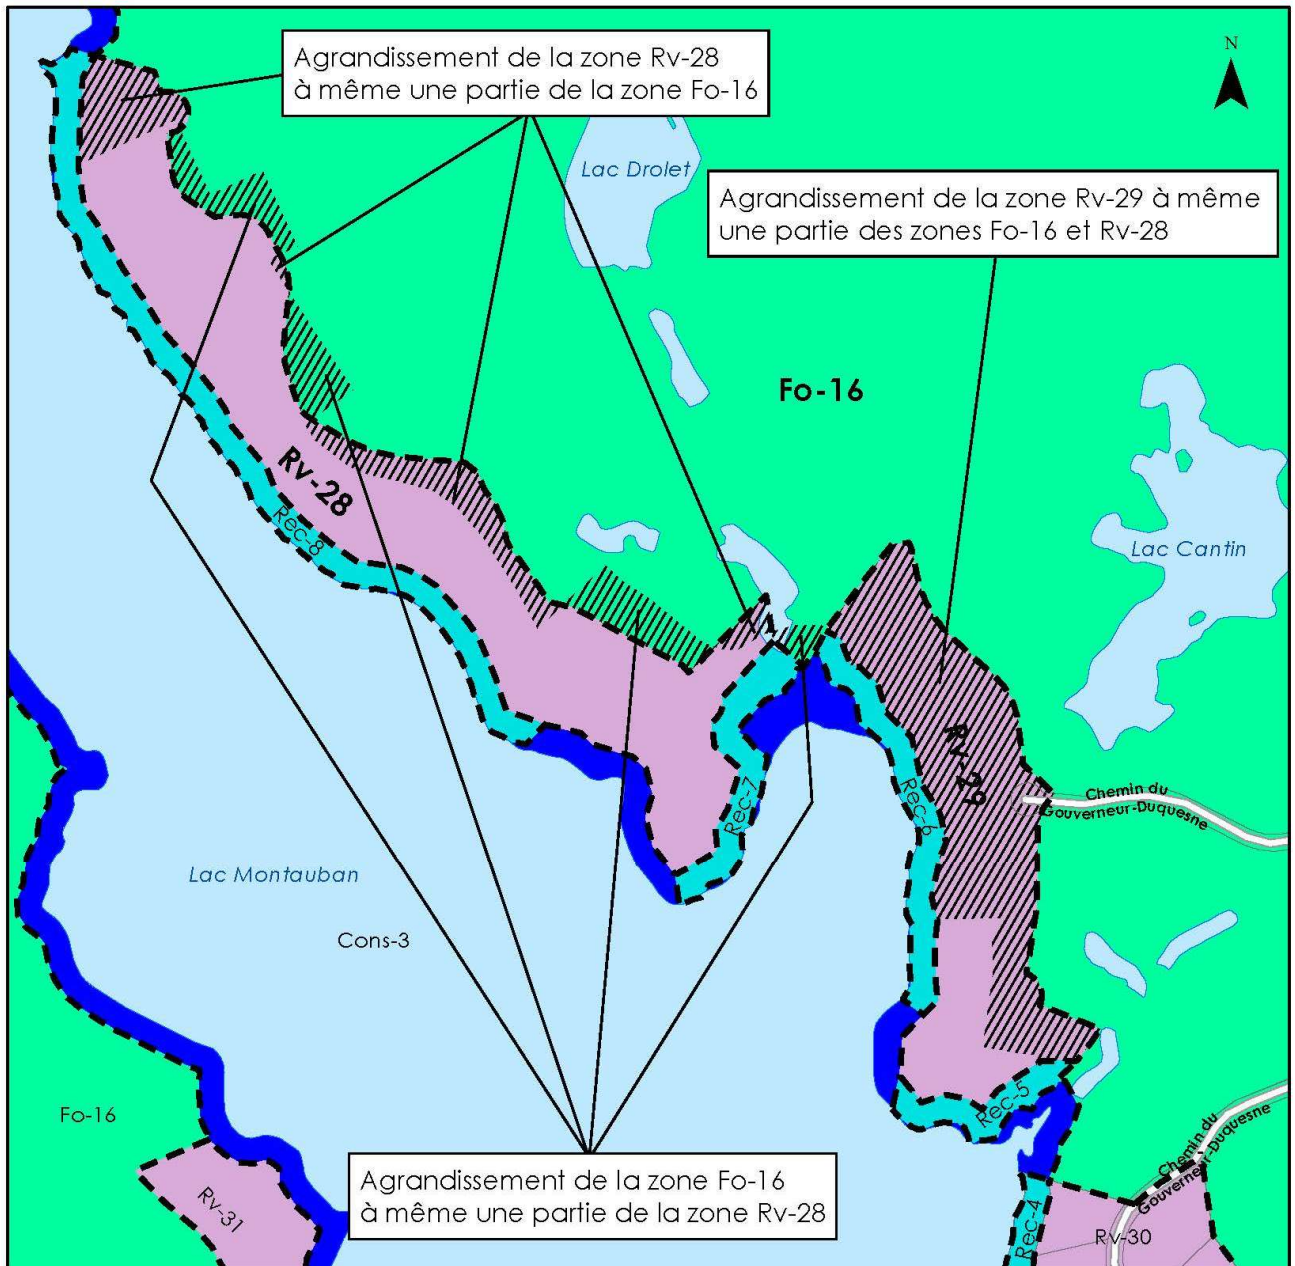 Agrandissement de la zone Rv-28
à même une partie de la zone Fo-16
N
Lac Drolet
Agrandissement de la zone Rv-29 à même
une partie des zones Fo-16 et Rv-28
Fo-16
Rv-28
Rec-8
Lac Cantin
Rv-29
Rec-7
Rec-6
Chemin du
Gouverneur-Duquesne
Lac Montauban
Cons-3
Fo-16
Rec-5
Chemin du
Gouverneur-Duquesne
Agrandissement de la zone Fo-16
à même une partie de la zone Rv-28
Rv-31
Rec-4
Rv-30